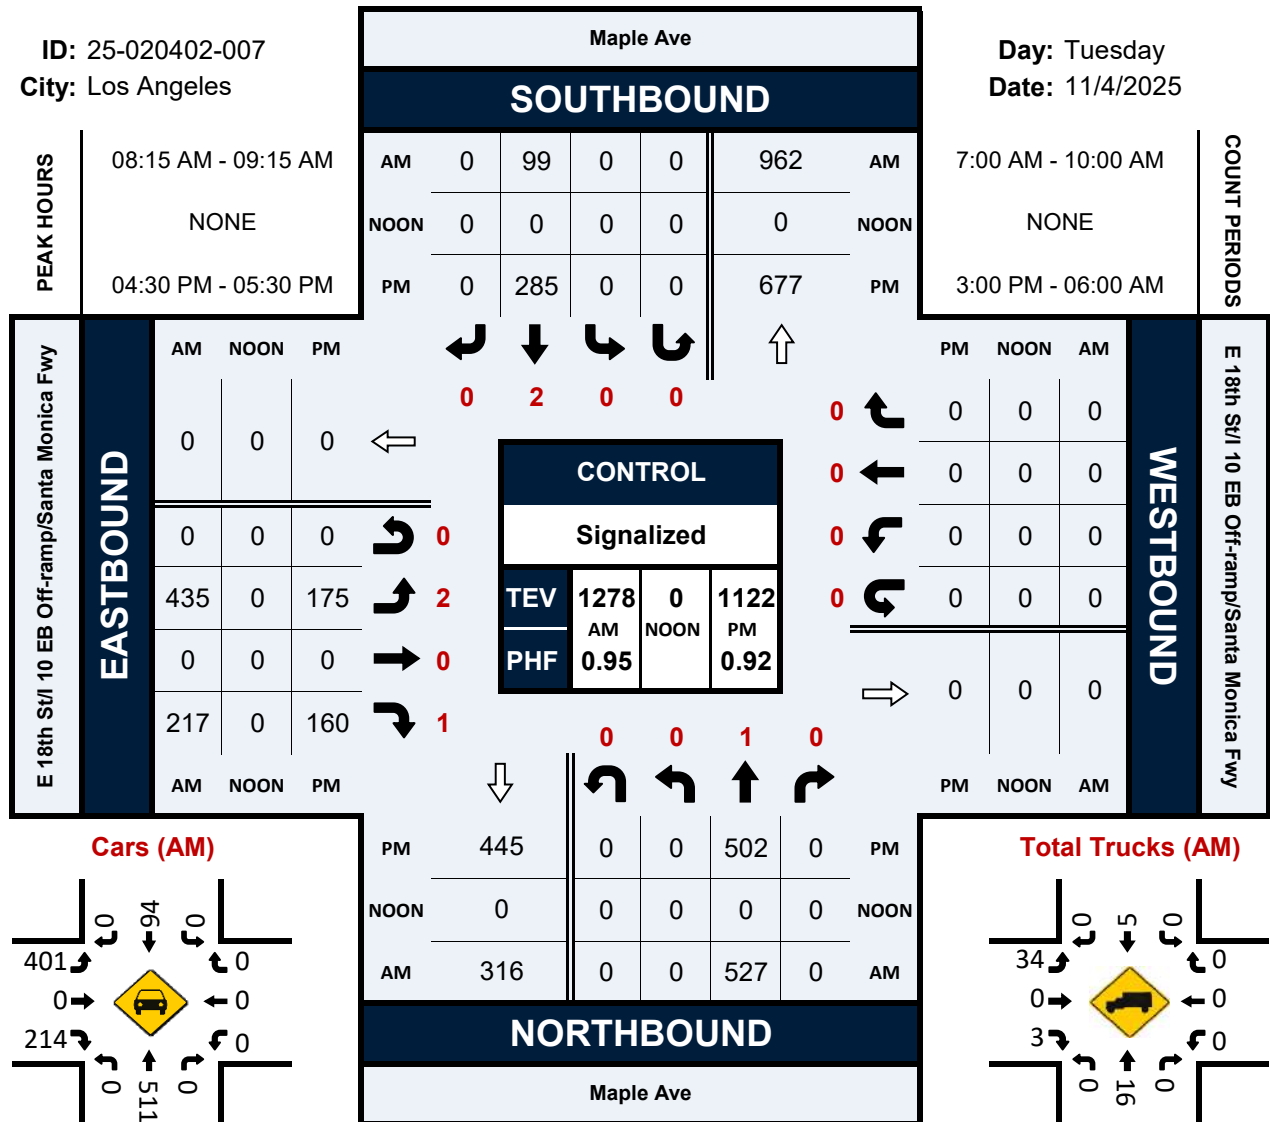 Maple Ave
ID: 25-020402-007
Day: Tuesday
City: Los Angeles
SOUTHBOUND
Date: 11/4/2025
PEAK HOURS
08:15 AM - 09:15 AM
AM 0 99 0 0 962 AM
7:00 AM - 10:00 AM
COUNT PERIODS
NONE
NOON 0 0 0 0 0 NOON
NONE
04:30 PM - 05:30 PM
PM 0 285 0 0 677 PM
3:00 PM - 06:00 AM
0 2 0 0
E 18th St/I 10 EB Off-ramp/Santa Monica Fwy
EASTBOUND
AM NOON PM
0 0 0
0 0 0 0
435 0 175 2
0 0 0 0
217 0 160 1
AM NOON PM
CONTROL
Signalized
TEV 1278 0 1122
AM NOON PM
PHF 0.95 0.92
PM NOON AM
0 0 0 0
0 0 0 0
0 0 0 0
0 0 0 0
0 0 0
PM NOON AM
WESTBOUND
E 18th St/I 10 EB Off-ramp/Santa Monica Fwy
0 0 1 0
PM 445 0 0 502 0 PM
NOON 0 0 0 0 0 NOON
AM 316 0 0 527 0 AM
NORTHBOUND
Maple Ave
Cars (AM)
0 94 0
401 0
0 0
214 0
0 511 0
Total Trucks (AM)
0 5 0
34 0
0 0
3 0
0 16 0